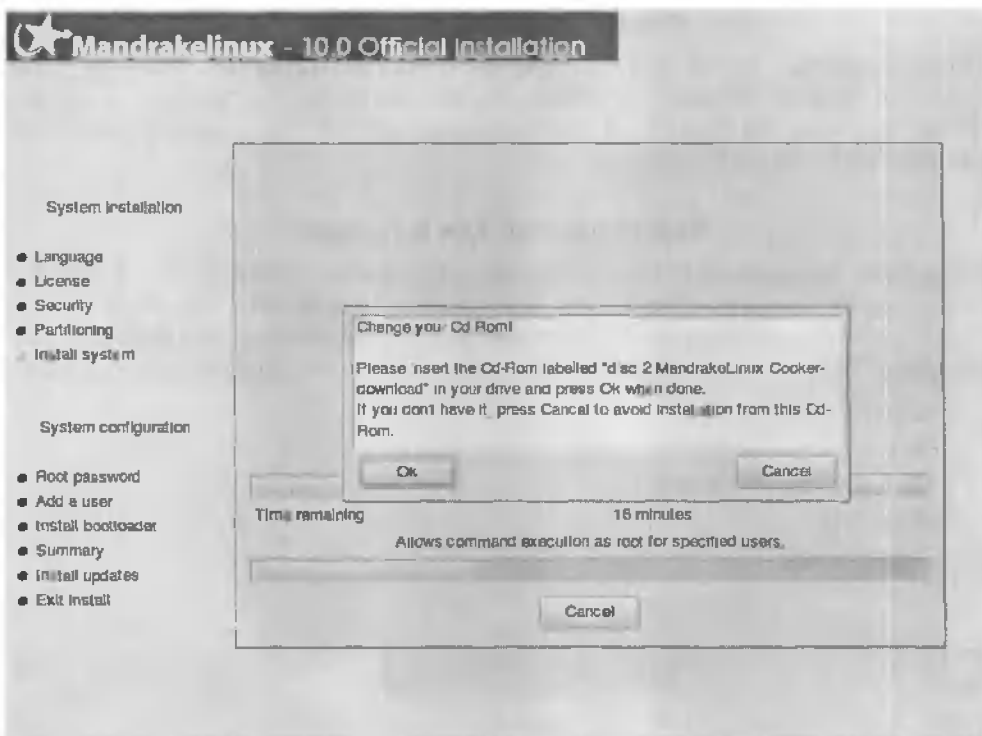 Mandrakelinux - 10.0 Official Installation
System installation
Language
License
Security
Partitioning
Install system
System configuration
Root password
Add a user
Install bootloader
Summary
Install updates
Exit install
Change your Cd-Rom!
Please insert the Cd-Rom labelled "disc 2 MandrakeLinux Cooker-
download" in your drive and press Ok when done.
If you don't have it, press Cancel to avoid installation from this Cd-
Rom.
Ok
Cancel
Time remaining
16 minutes
Allows command execution as root for specified users.
Cancel